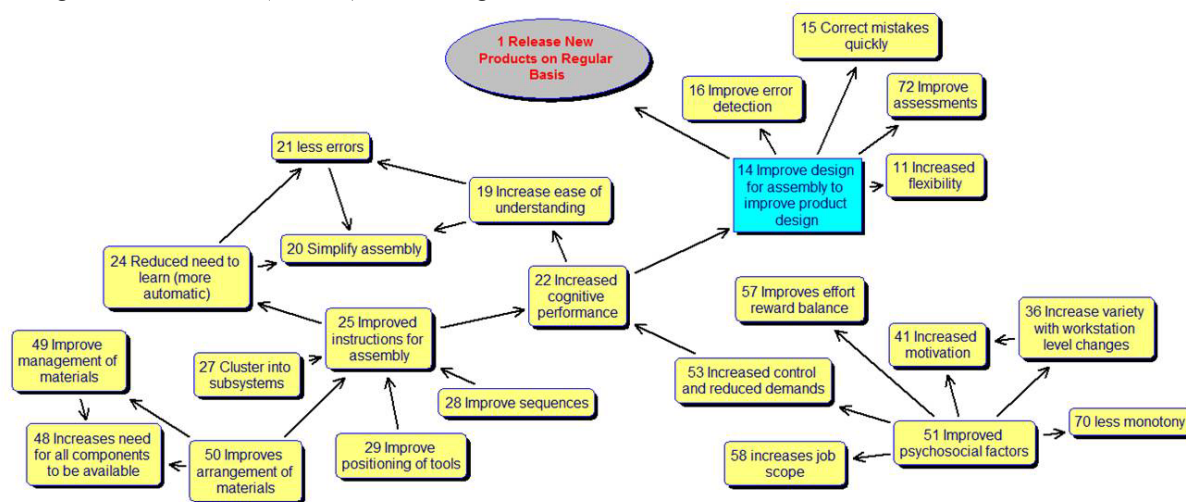 1 Release New
Products on Regular
Basis
15 Correct mistakes
quickly
16 Improve error
detection
72 Improve
assessments
21 less errors
14 Improve design
for assembly to
improve product
design
11 Increased
flexibility
19 Increase ease of
understanding
20 Simplify assembly
24 Reduced need to
learn (more
automatic)
22 Increased
cognitive
performance
57 Improves effort
reward balance
36 Increase variety
with workstation
level changes
25 Improved
instructions for
assembly
41 Increased
motivation
49 Improve
management of
materials
27 Cluster into
subsystems
53 Increased control
and reduced demands
28 Improve sequences
70 less monotony
48 Increases need
for all components
to be available
50 Improves
arrangement of
materials
29 Improve
positioning of tools
51 Improved
psychosocial factors
58 increases job
scope